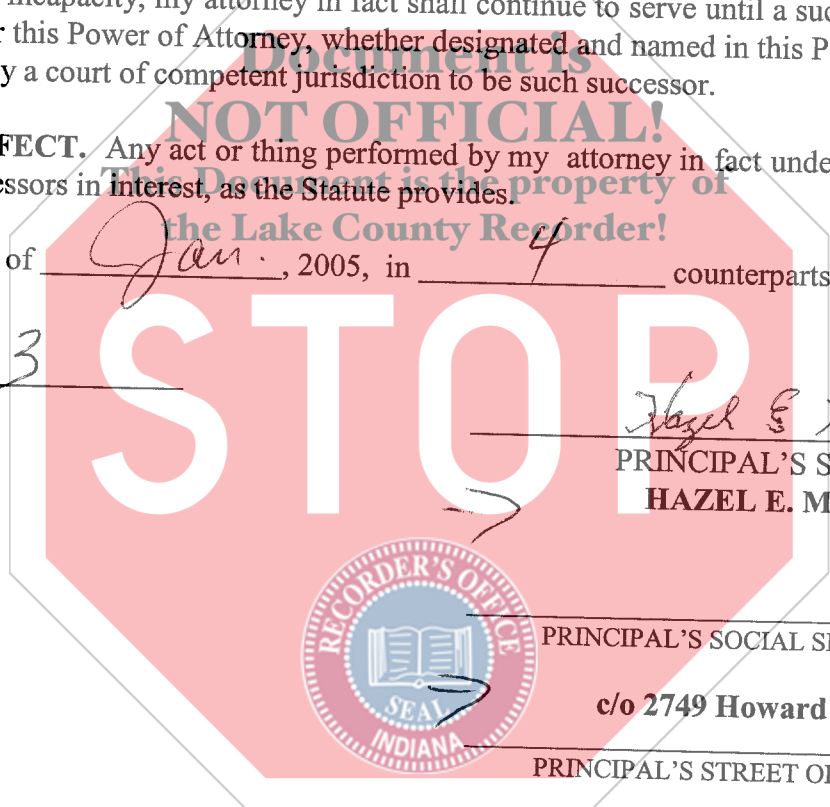 incapacity, my attorney in fact shall continue to serve until a suc
r this Power of Attorney, whether designated and named in this P
Document is
y a court of competent jurisdiction to be such successor.
NOT OFFICIAL!
FECT. Any act or thing performed by my attorney in fact unde
This Document is the property of
essors in interest, as the Statute provides.
the Lake County Recorder!
of Jan. , 2005, in 4 counterparts
STOP
3
Hazel E
PRINCIPAL'S S
HAZEL E. M
RECORDER'S OFFICE
PRINCIPAL'S SOCIAL S
SEAL
c/o 2749 Howard
INDIANA
PRINCIPAL'S STREET O